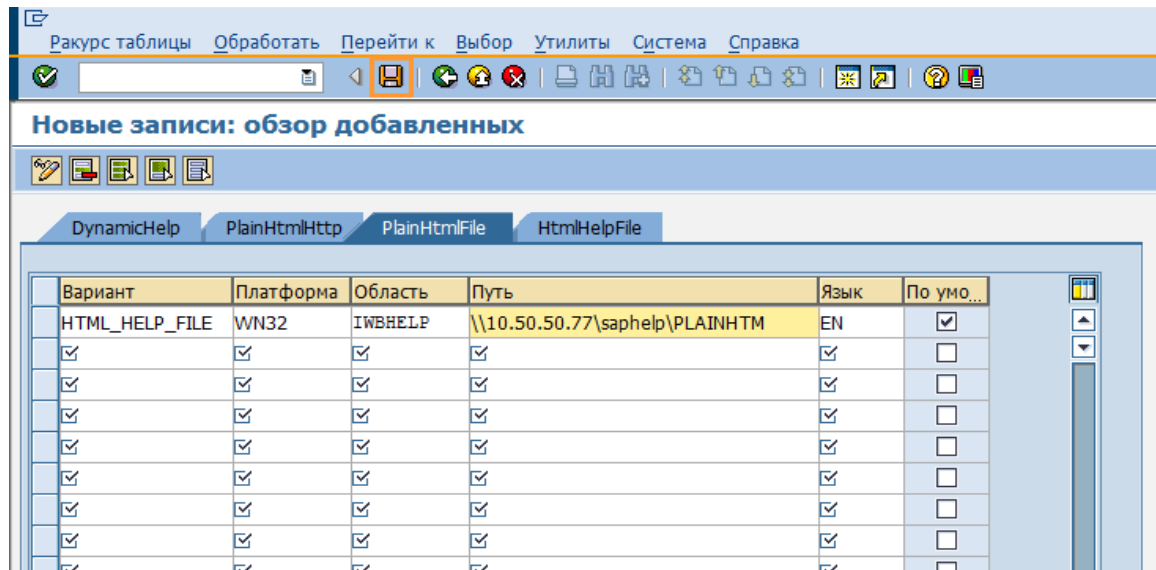 Ракурс таблицы Обработать Перейти к Выбор Утилиты Система Справка
Новые записи: обзор добавленных
DynamicHelp PlainHtmlHttp PlainHtmlFile HtmlHelpFile
Вариант Платформа Область Путь Язык По умо...
HTML_HELP_FILE WN32 IWBHELP \\10.50.50.77\saphelp\PLAINHTM EN